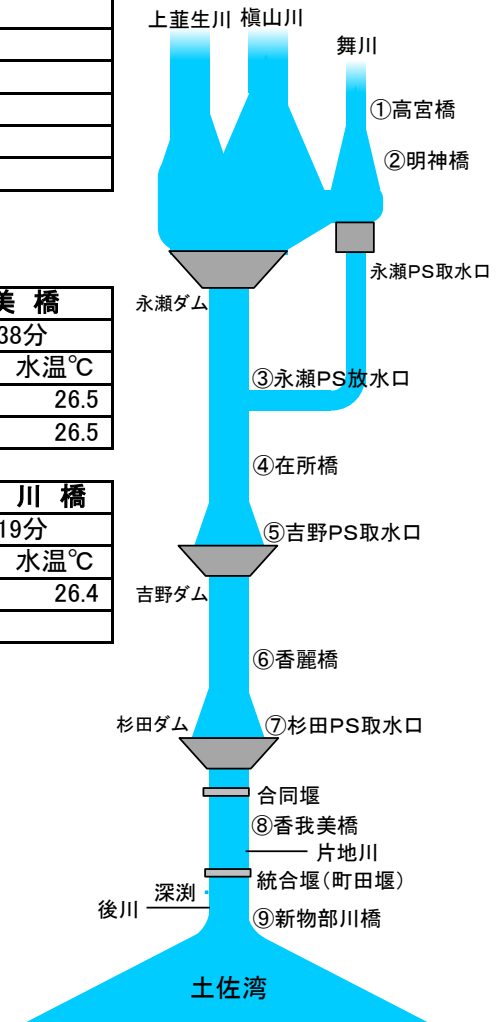 上韮生川 槇山川
舞川
①高宮橋
②明神橋
永瀬PS取水口
永瀬ダム
美 橋
38分
水温℃
26.5
26.5
③永瀬PS放水口
④在所橋
川 橋
19分
水温℃
26.4
⑤吉野PS取水口
吉野ダム
⑥香麗橋
杉田ダム
⑦杉田PS取水口
合同堰
⑧香我美橋
片地川
統合堰(町田堰)
深渕
後川
⑨新物部川橋
土佐湾